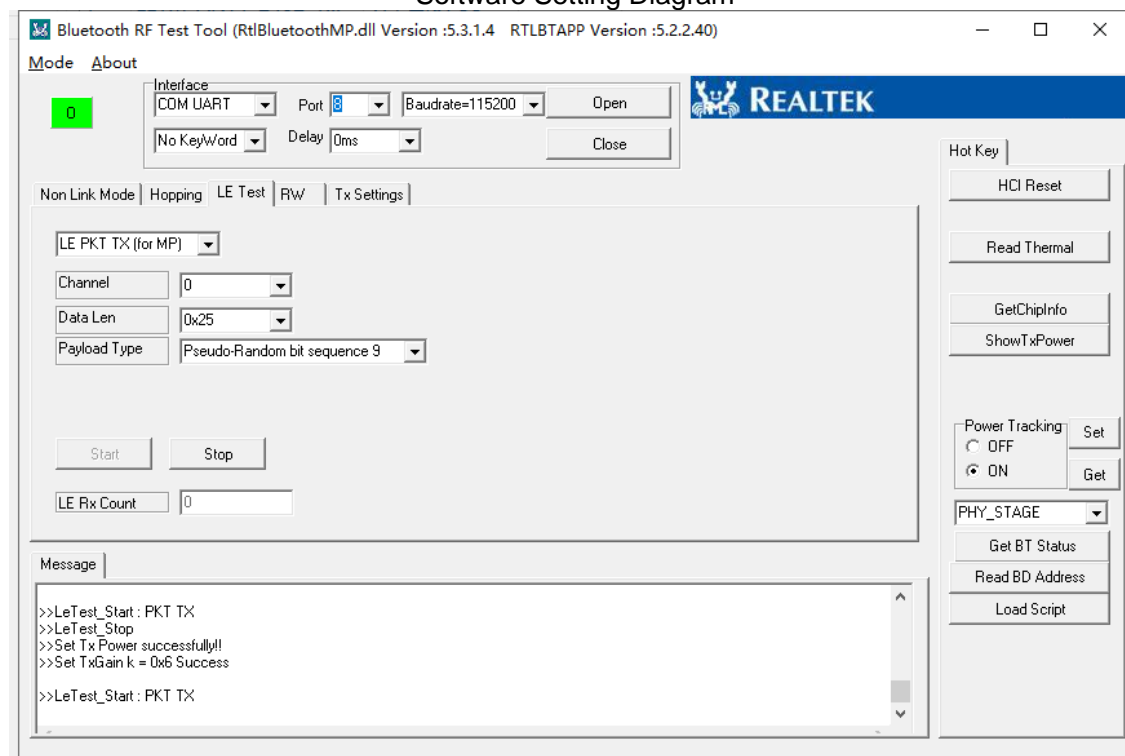 Software Setting Diagram
Bluetooth RF Test Tool (RtlBluetoothMP.dll Version :5.3.1.4 RTLBTAPP Version :5.2.2.40)
Mode About
0
Interface
COM UART Port 8 Baudrate=115200 Open
No KeyWord Delay 0ms Close
REALTEK
Non Link Mode Hopping LE Test RW Tx Settings
LE PKT TX (for MP)
Channel 0
Data Len 0x25
Payload Type Pseudo-Random bit sequence 9
Start Stop
LE Rx Count 0
Hot Key
HCI Reset
Read Thermal
GetChipInfo
ShowTxPower
Power Tracking
OFF
ON
Set
Get
PHY_STAGE
Get BT Status
Read BD Address
Load Script
Message
>>LeTest_Start : PKT TX
>>LeTest_Stop
>>Set Tx Power successfully!!
>>Set TxGain k = 0x6 Success
>>LeTest_Start : PKT TX